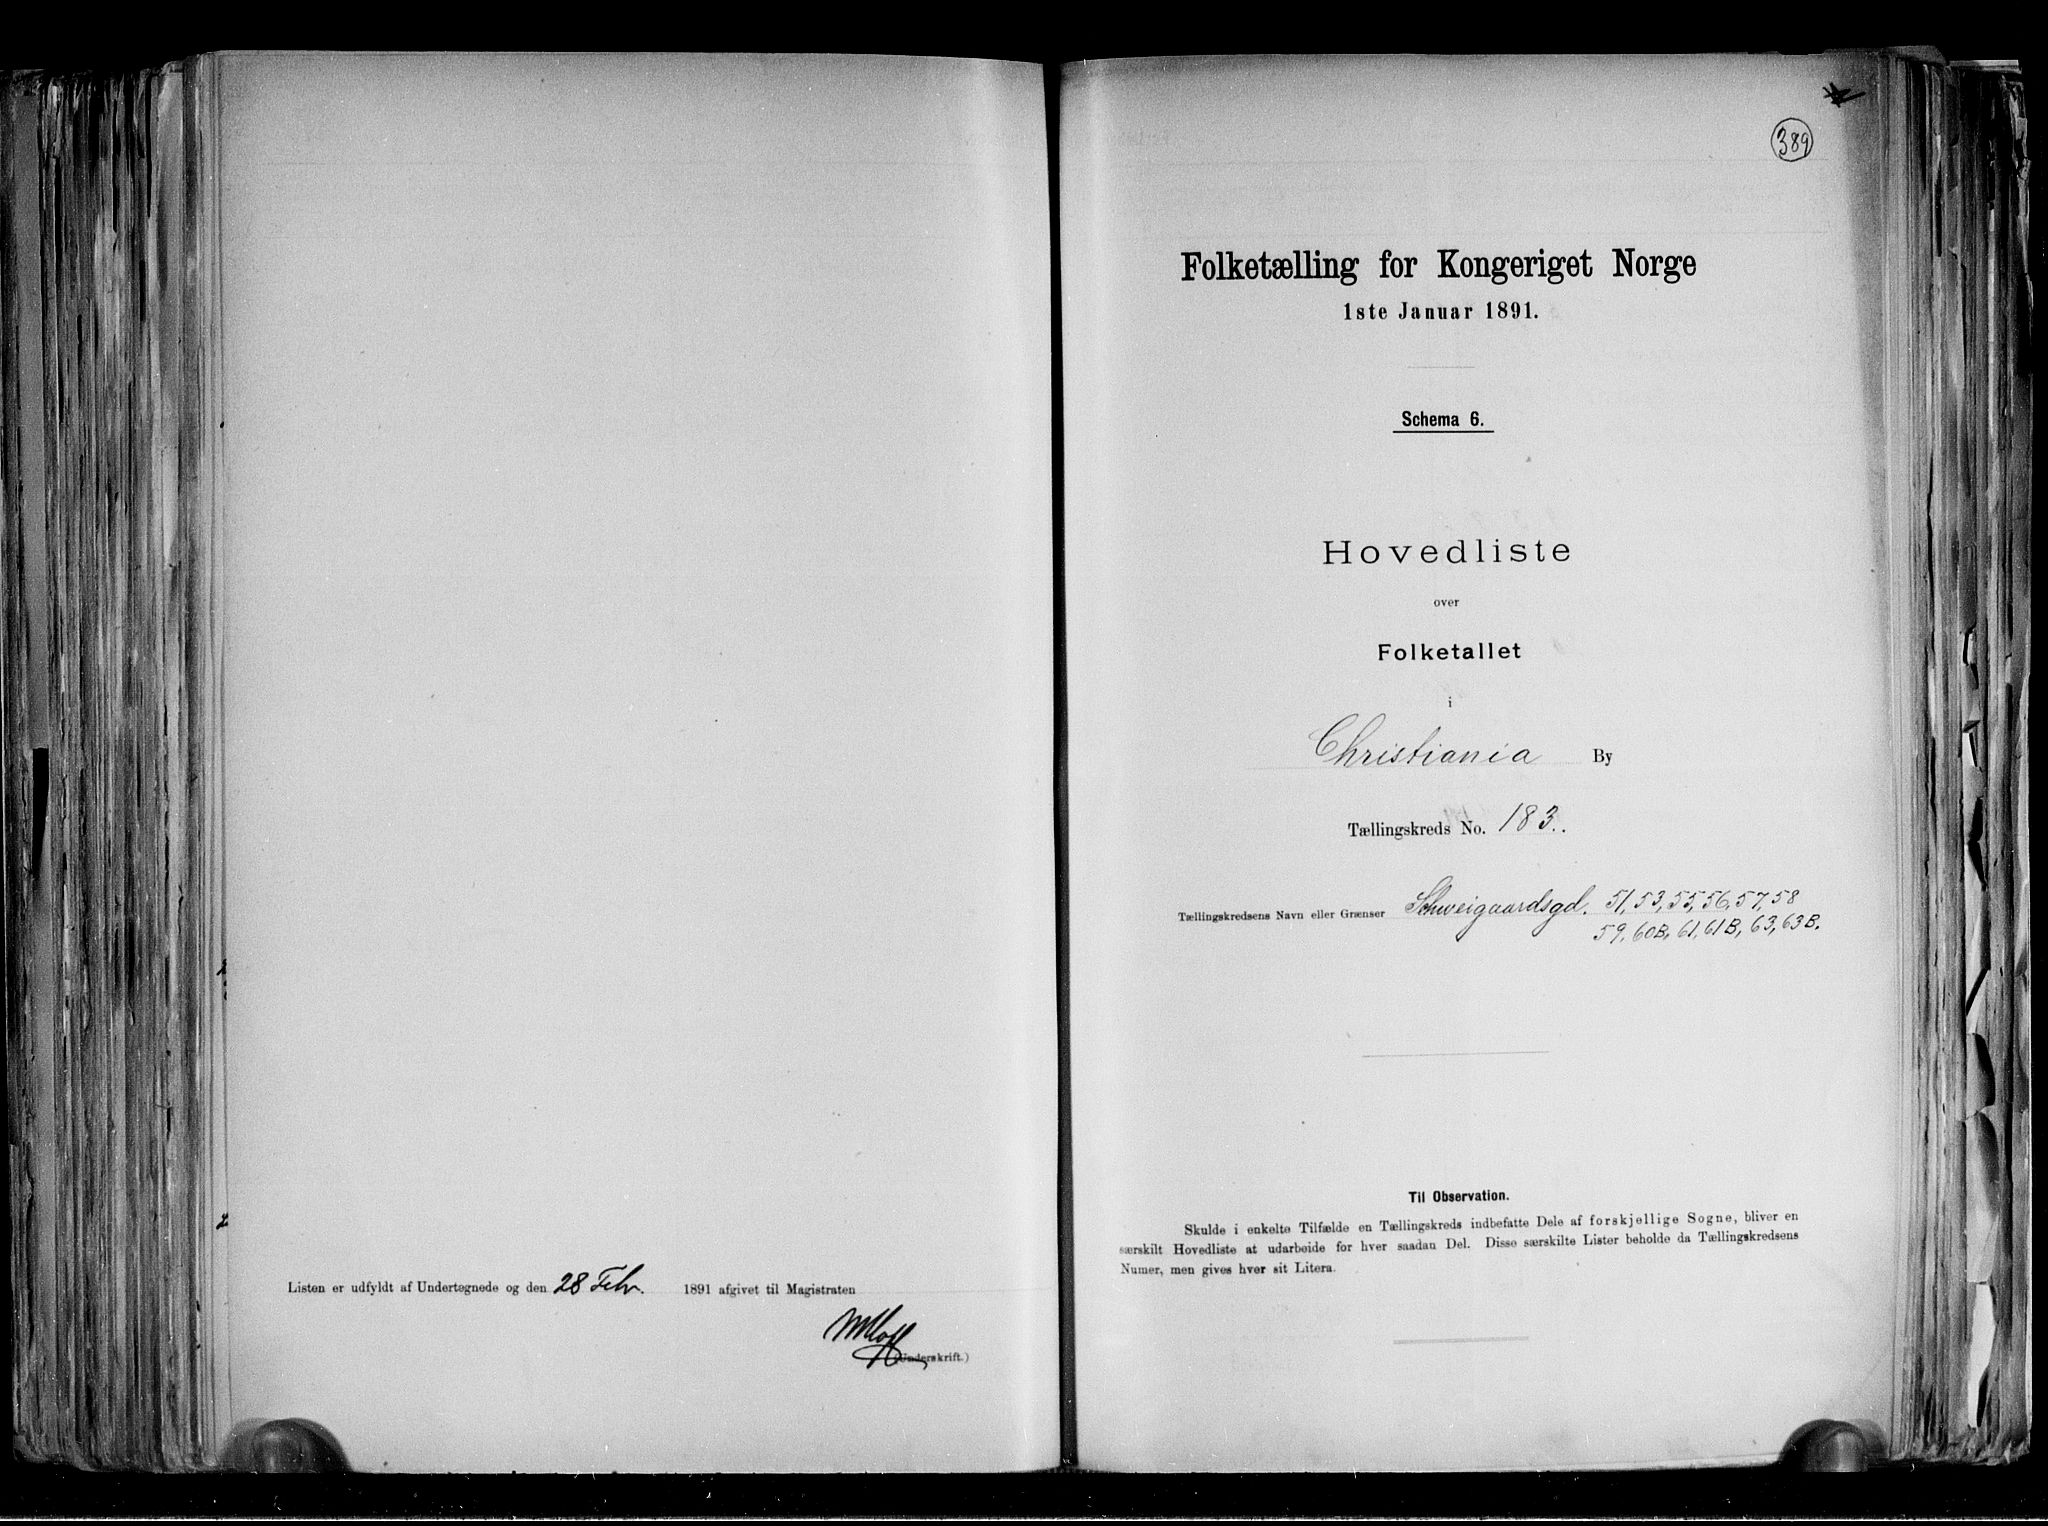 Listen er udfyldt af Undertegnede og den 28 Febr. 1891 afgivet til Magistraten
(Underskrift.)
389
Folketælling for Kongeriget Norge
1ste Januar 1891.
Schema 6.
Hovedliste
over
Folketallet
i
Christiania By
Tællingskreds No. 183.
Tællingskredsens Navn eller Grænser Schweigaardsgd. 51, 53, 55, 56, 57, 58
59, 60B, 61, 61B, 63, 63B.
Til Observation.
Skulde i enkelte Tilfælde en Tællingskreds indbefatte Dele af forskjellige Sogne, bliver en
særskilt Hovedliste at udarbeide for hver saadan Del. Disse særskilte Lister beholde da Tællingskredsens
Numer, men gives hver sit Litera.